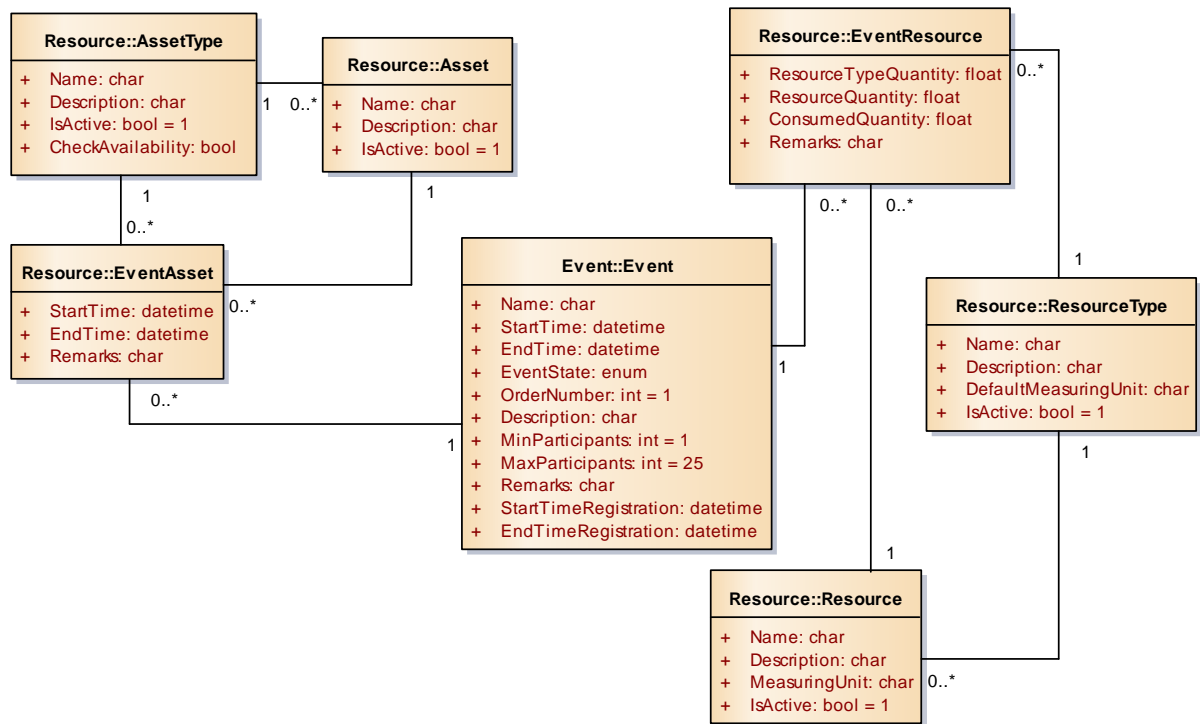 Resource::AssetType
+ Name: char
+ Description: char
+ IsActive: bool = 1
+ CheckAvailability: bool
1
0..*
Resource::Asset
+ Name: char
+ Description: char
+ IsActive: bool = 1
1
0..*
1
Resource::EventAsset
+ StartTime: datetime
+ EndTime: datetime
+ Remarks: char
0..*
0..*
1
Event::Event
+ Name: char
+ StartTime: datetime
+ EndTime: datetime
+ EventState: enum
+ OrderNumber: int = 1
+ Description: char
+ MinParticipants: int = 1
+ MaxParticipants: int = 25
+ Remarks: char
+ StartTimeRegistration: datetime
+ EndTimeRegistration: datetime
1
Resource::EventResource
+ ResourceTypeQuantity: float
+ ResourceQuantity: float
+ ConsumedQuantity: float
+ Remarks: char
0..*
0..*
0..*
1
Resource::ResourceType
+ Name: char
+ Description: char
+ DefaultMeasuringUnit: char
+ IsActive: bool = 1
1
1
Resource::Resource
+ Name: char
+ Description: char
+ MeasuringUnit: char
+ IsActive: bool = 1
0..*